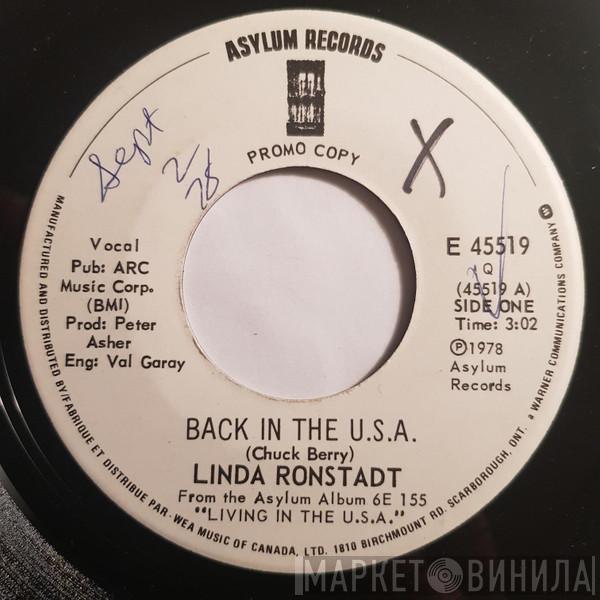 ASYLUM RECORDS
PROMO COPY
Sept
2/78
X
Vocal
Pub: ARC
Music Corp.
(BMI)
Prod: Peter
Asher
Eng: Val Garay
E 45519
Q
(45519 A)
SIDE ONE
Time: 3:02
Ⓟ1978
Asylum
Records
BACK IN THE U.S.A.
(Chuck Berry)
LINDA RONSTADT
From the Asylum Album 6E 155
"LIVING IN THE U.S.A."
MANUFACTURED AND DISTRIBUTED BY/FABRIQUE ET DISTRIBUE PAR-WEA MUSIC OF CANADA, LTD. 1810 BIRCHMOUNT RD. SCARBOROUGH, ONT. a WARNER COMMUNICATIONS COMPANY
МАРКЕТ ВИНИЛА